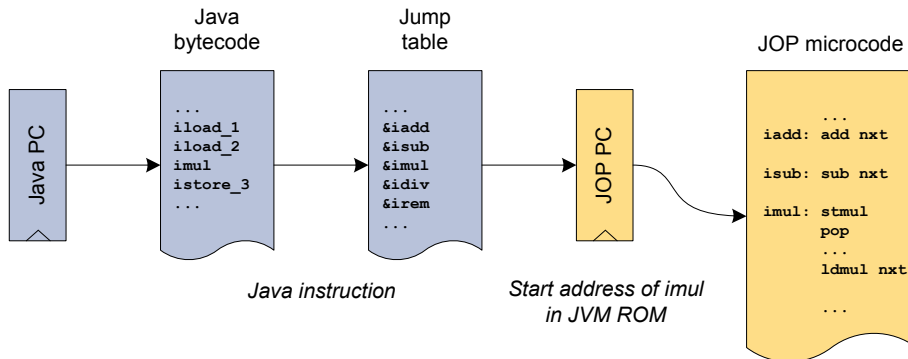 Java
bytecode
Jump
table
JOP microcode
Java PC
...
iload_1
iload_2
imul
istore_3
...
...
&iadd
&isub
&imul
&idiv
&irem
...
JOP PC
...
iadd: add nxt
isub: sub nxt
imul: stmul
pop
...
ldmul nxt
...
Java instruction
Start address of imul
in JVM ROM